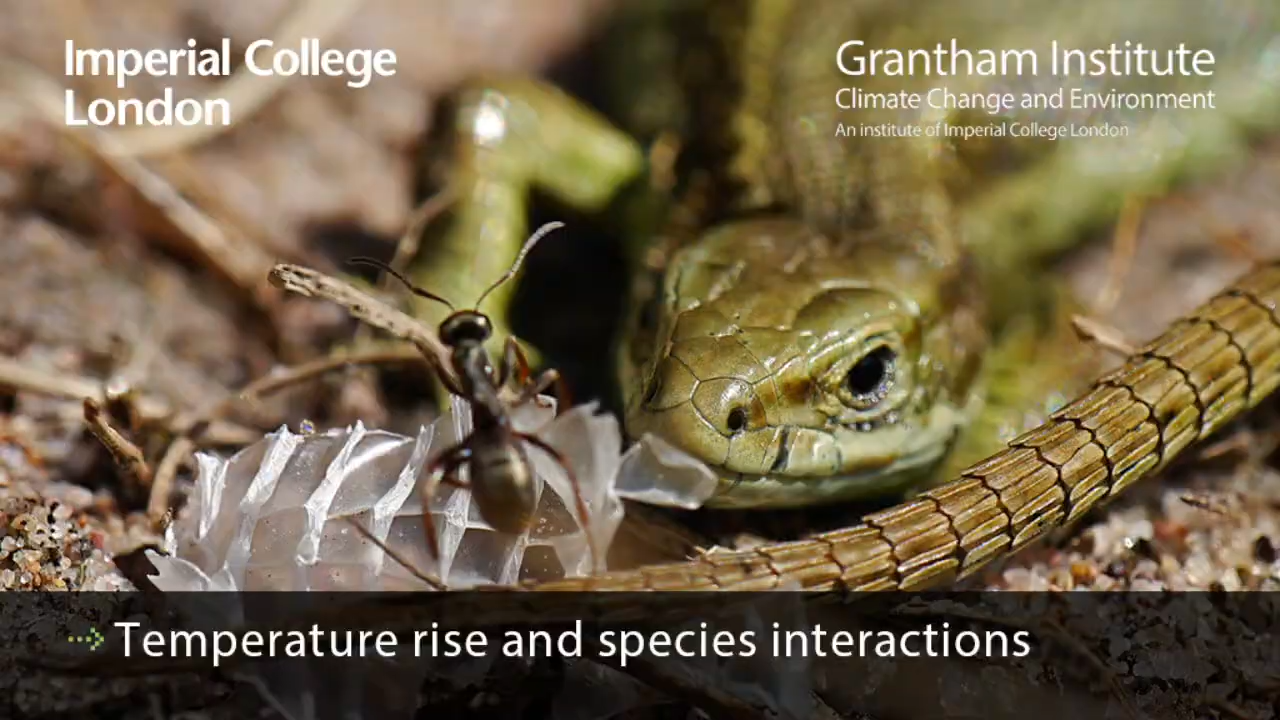 Imperial College
London
Grantham Institute
Climate Change and Environment
An institute of Imperial College London
Temperature rise and species interactions